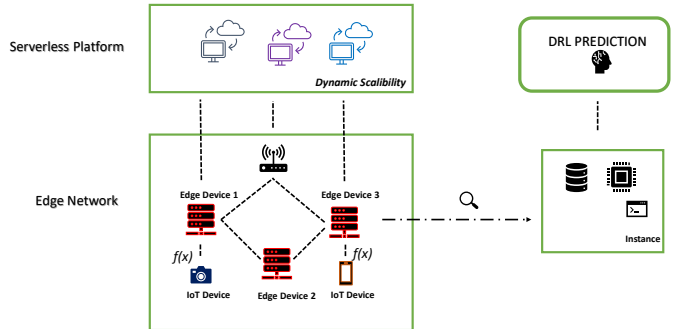 Serverless Platform
Dynamic Scalibility
DRL PREDICTION
Edge Network
Edge Device 1
Edge Device 3
f(x)
f(x)
IoT Device
Edge Device 2
IoT Device
>_
Instance